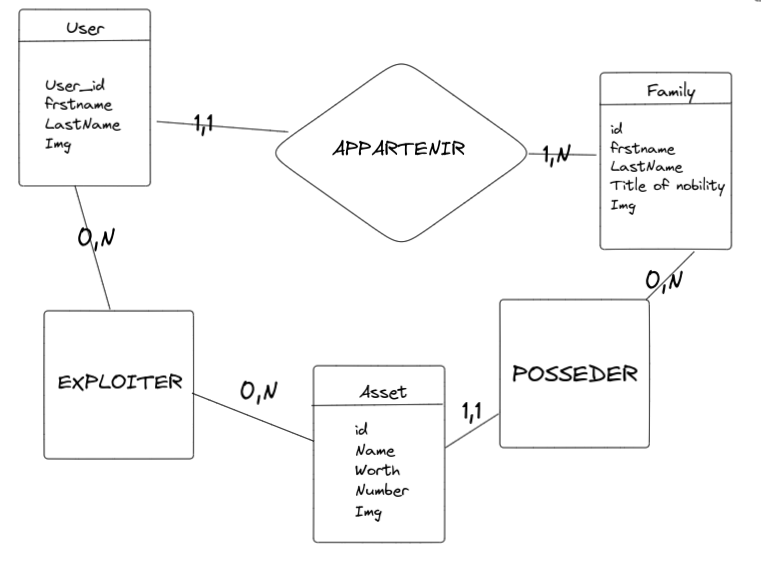 User
User_id
frstname
LastName
Img
1,1
APPARTENIR
1,N
Family
id
frstname
LastName
Title of nobility
Img
0,N
0,N
EXPLOITER
0,N
Asset
id
Name
Worth
Number
Img
1,1
POSSEDER